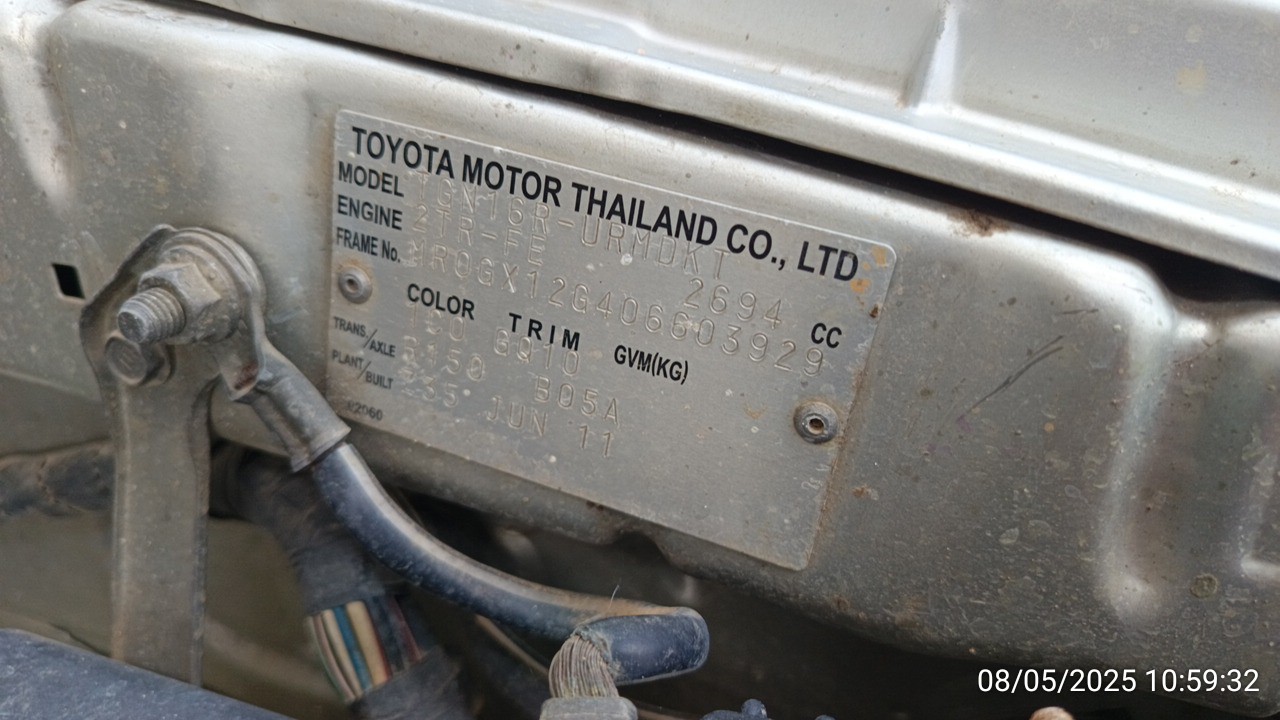 TOYOTA MOTOR THAILAND CO., LTD
MODEL TGN16R-URMDKT
ENGINE 2TR-FE 2694 CC
FRAME No. MR0GX12G406603929
COLOR TRIM GVM(KG)
GQ10
TRANS./AXLE B05A
PLANT/BUILT JUN 11
08/05/2025 10:59:32